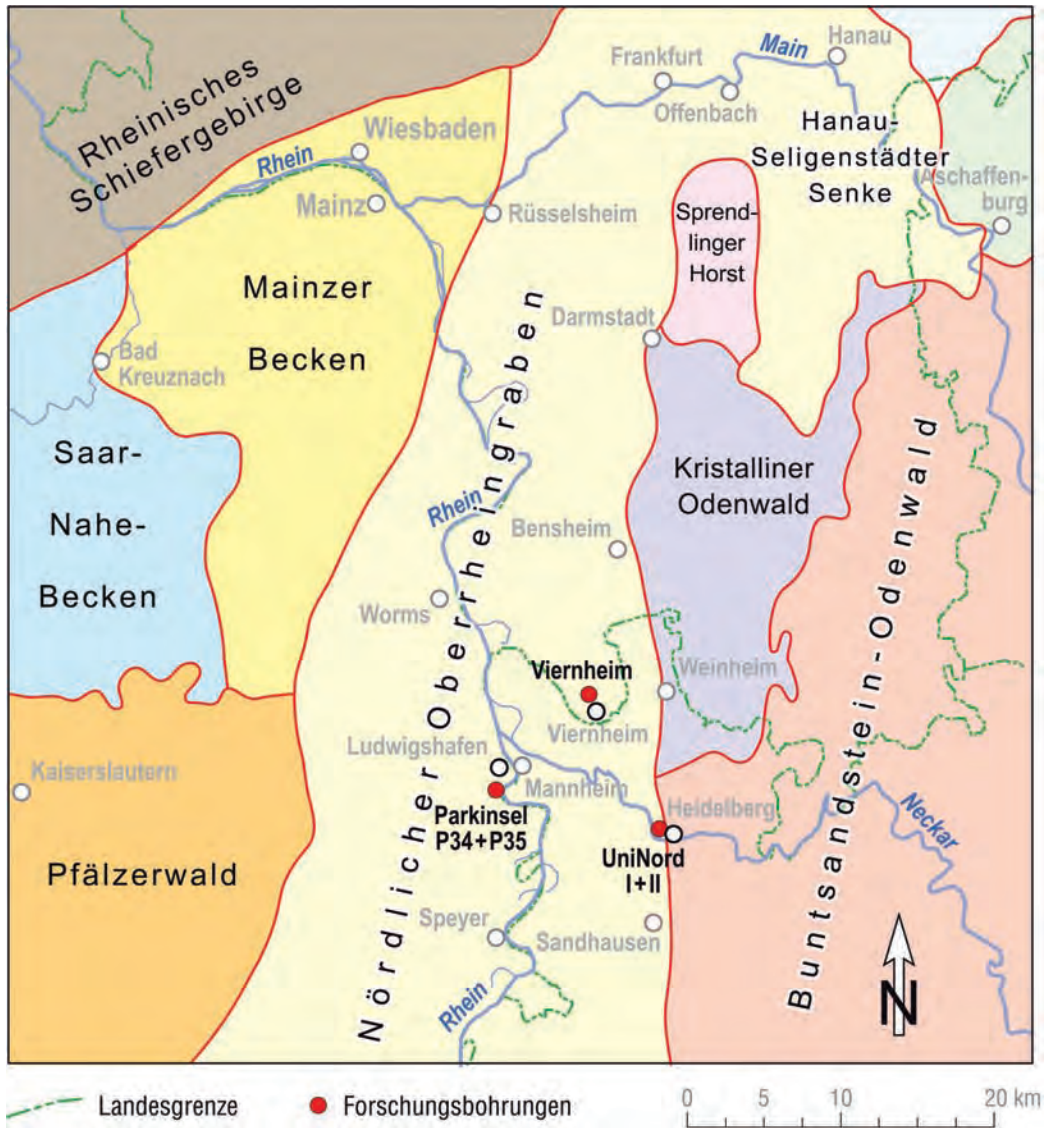 Hanau
Main
Frankfurt
Offenbach
Hanau-
Seligenstädter
Senke
Rheinisches
Schiefergebirge
Wiesbaden
Rhein
Mainz
Rüsselsheim
Aschaffen-
burg
Sprend-
linger
Horst
Mainzer
Becken
Darmstadt
Bad
Kreuznach
Saar-
Nahe-
Becken
Kristalliner
Odenwald
Rhein
Bensheim
Worms
Nördlicher Oberrheingraben
Buntsandstein-Odenwald
Viernheim
Viernheim
Weinheim
Ludwigshafen
Mannheim
Kaiserslautern
Parkinsel
P34+P35
Heidelberg
UniNord
I+II
Neckar
Pfälzerwald
Speyer
Sandhausen
Rhein
N
Landesgrenze
Forschungsbohrungen
0 5 10 20 km